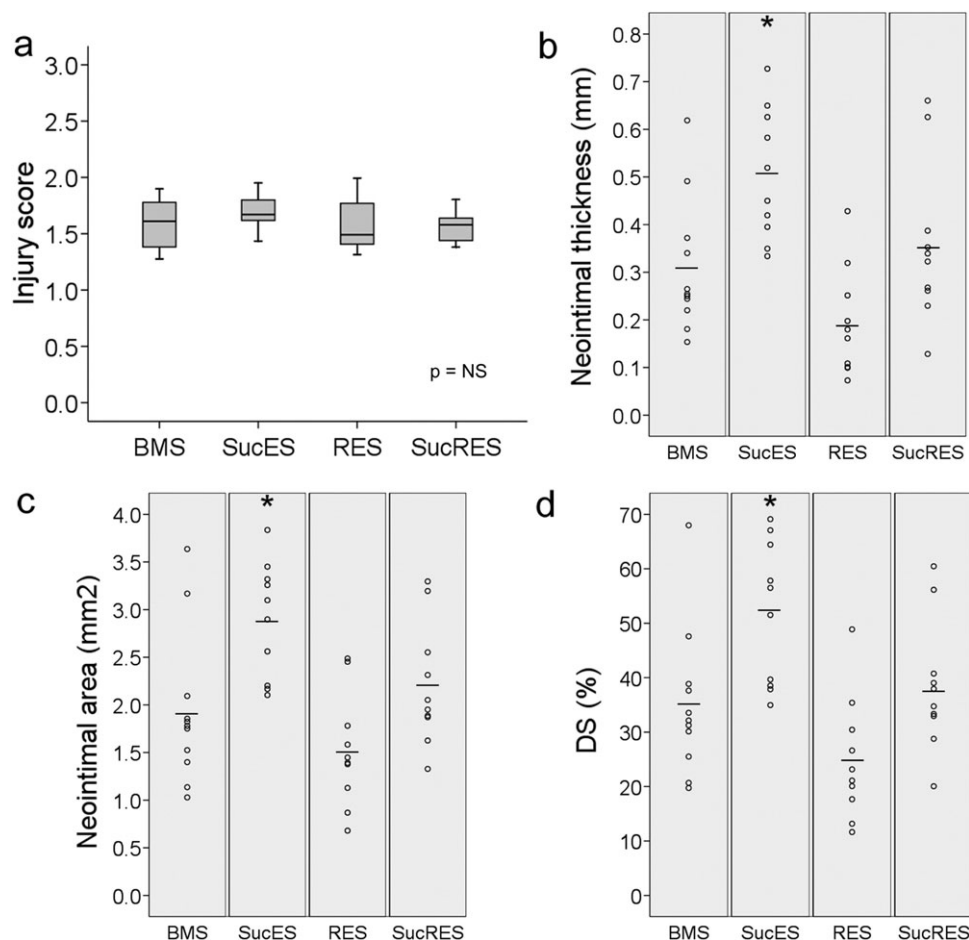 a
Injury score
3.0
2.5
2.0
1.5
1.0
0.5
0.0
p = NS
BMS SucES RES SucRES
b
Neointimal thickness (mm)
*
0.8
0.7
0.6
0.5
0.4
0.3
0.2
0.1
0.0
BMS SucES RES SucRES
c
Neointimal area (mm2)
*
4.0
3.5
3.0
2.5
2.0
1.5
1.0
0.5
0.0
BMS SucES RES SucRES
d
DS (%)
*
70
60
50
40
30
20
10
0
BMS SucES RES SucRES